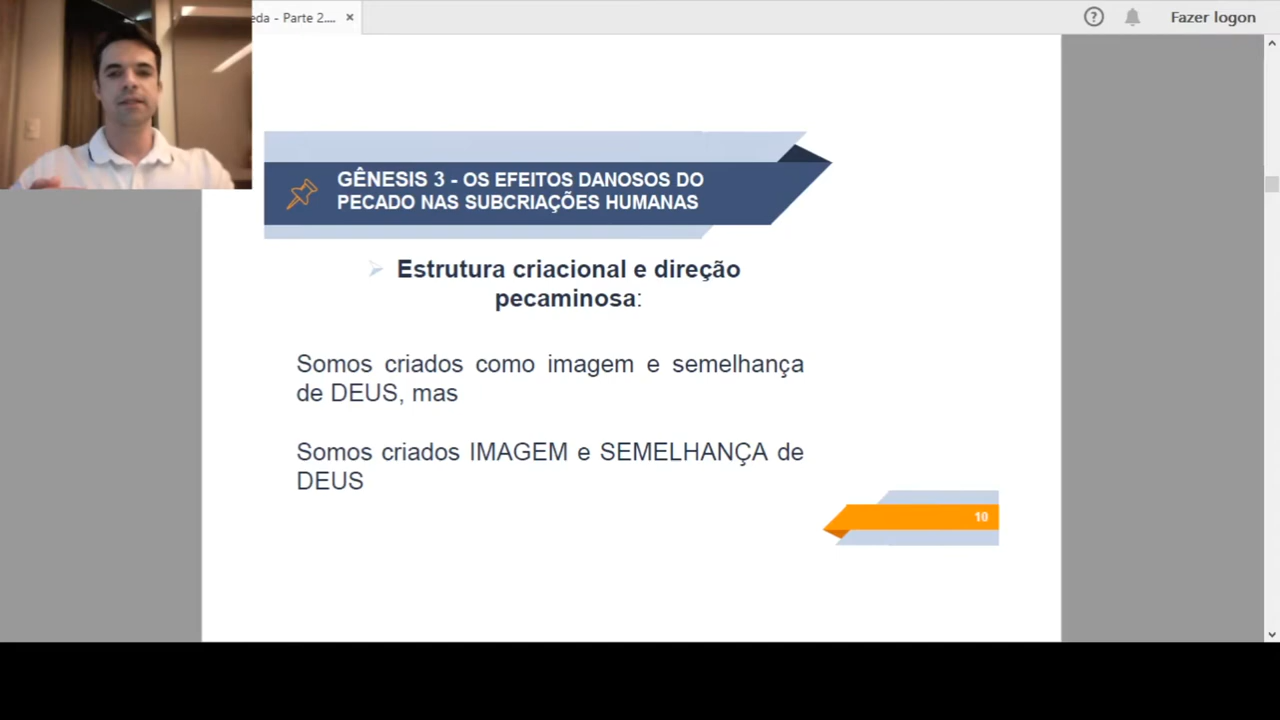 eda - Parte 2....
Fazer logon
GÊNESIS 3 - OS EFEITOS DANOSOS DO
PECADO NAS SUBCRIAÇÕES HUMANAS
Estrutura criacional e direção
pecaminosa:
Somos criados como imagem e semelhança
de DEUS, mas
Somos criados IMAGEM e SEMELHANÇA de
DEUS
10